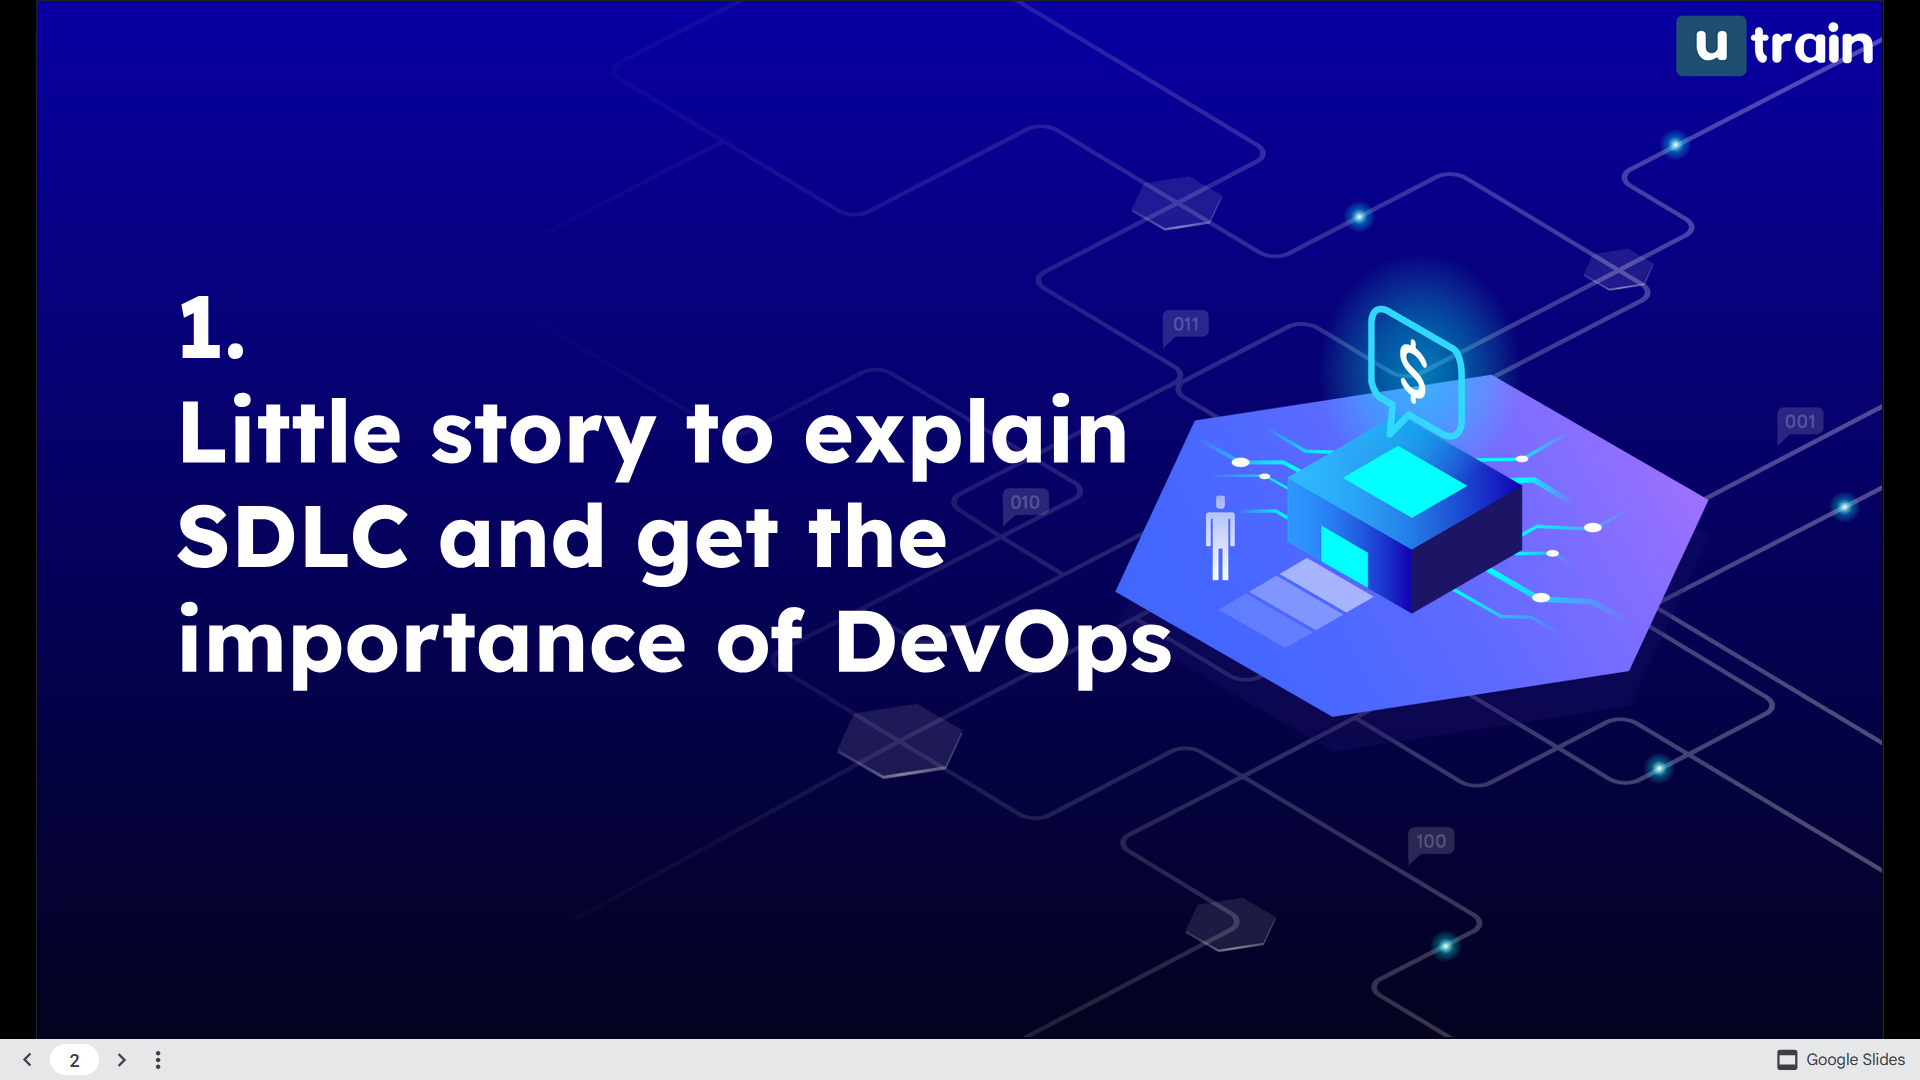 u train
1.
Little story to explain
SDLC and get the
importance of DevOps
$
011
001
010
100
2
Google Slides